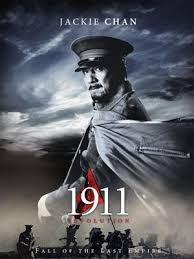 JACKIE CHAN
1911
REVOLUTION
FALL OF THE LAST EMPIRE